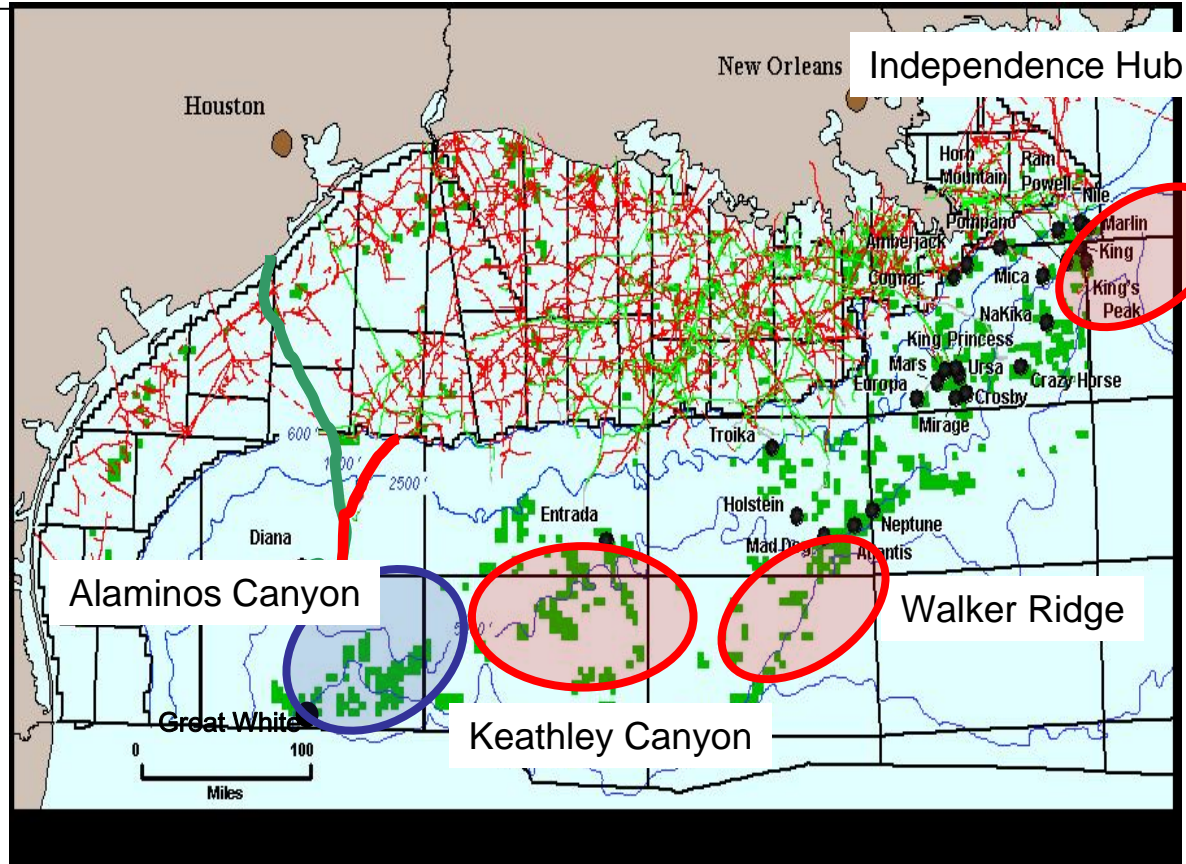 New Orleans
Independence Hub
Houston
Horn
Mountain
Ram
Powell
Nile
Pompano
Marlin
Amberjack
King
Cognac
Mica
King's
Peak
NaKika
King Princess
Mars
Ursa
Europa
Crazy Horse
Crosby
Mirage
600'
Troika
2500'
Holstein
Entrada
Neptune
Diana
Mad Dog
Atlantis
Alaminos Canyon
Walker Ridge
Great White
Keathley Canyon
0
100
Miles